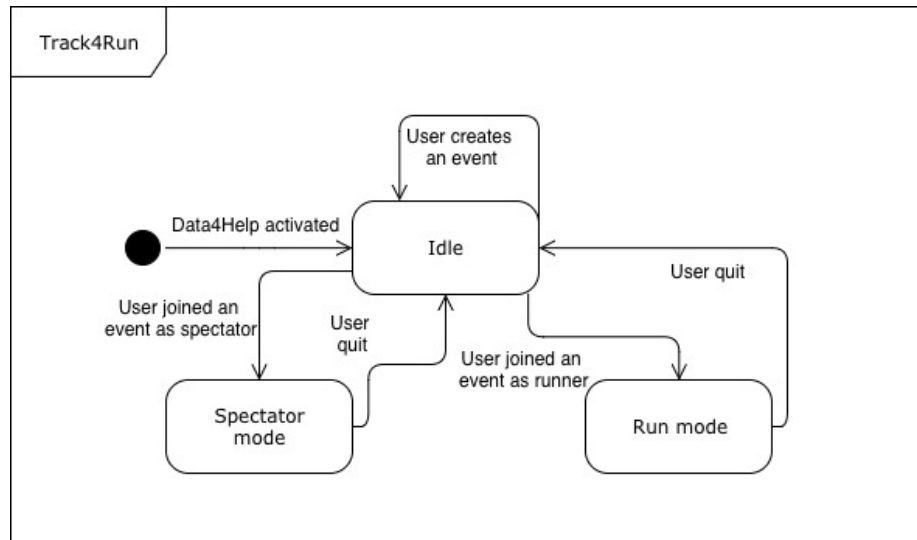 Track4Run
User creates
an event
Data4Help activated
Idle
User quit
User joined an
event as spectator
User
quit
User joined an
event as runner
Spectator
mode
Run mode